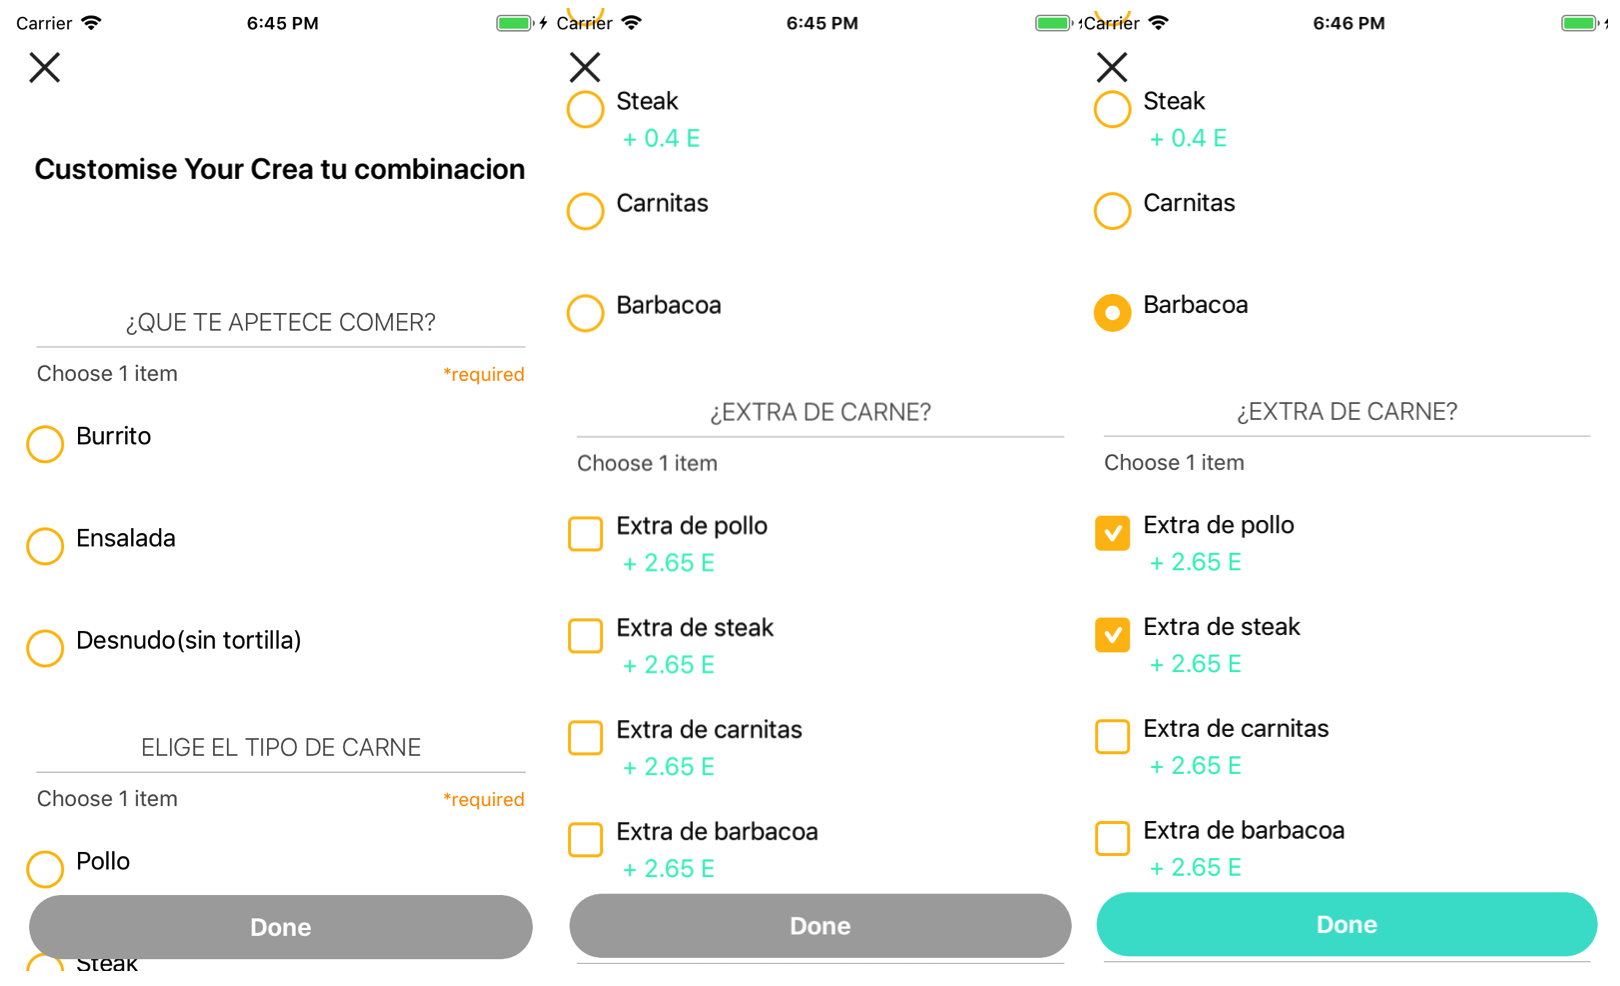 Carrier
6:45 PM
Customise Your Crea tu combinacion
¿QUE TE APETECE COMER?
Choose 1 item
*required
Burrito
Ensalada
Desnudo(sin tortilla)
ELIGE EL TIPO DE CARNE
Choose 1 item
*required
Pollo
Done
Steak
Carrier
6:45 PM
Steak
+ 0.4 E
Carnitas
Barbacoa
¿EXTRA DE CARNE?
Choose 1 item
Extra de pollo
+ 2.65 E
Extra de steak
+ 2.65 E
Extra de carnitas
+ 2.65 E
Extra de barbacoa
+ 2.65 E
Done
Carrier
6:46 PM
Steak
+ 0.4 E
Carnitas
Barbacoa
¿EXTRA DE CARNE?
Choose 1 item
Extra de pollo
+ 2.65 E
Extra de steak
+ 2.65 E
Extra de carnitas
+ 2.65 E
Extra de barbacoa
+ 2.65 E
Done